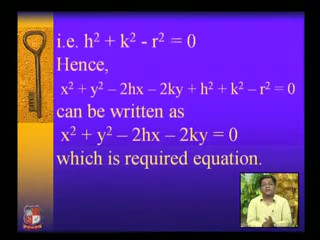 i.e. h² + k² - r² = 0
Hence,
x² + y² – 2hx – 2ky + h² + k² – r² = 0
can be written as
x² + y² – 2hx – 2ky = 0
which is required equation.